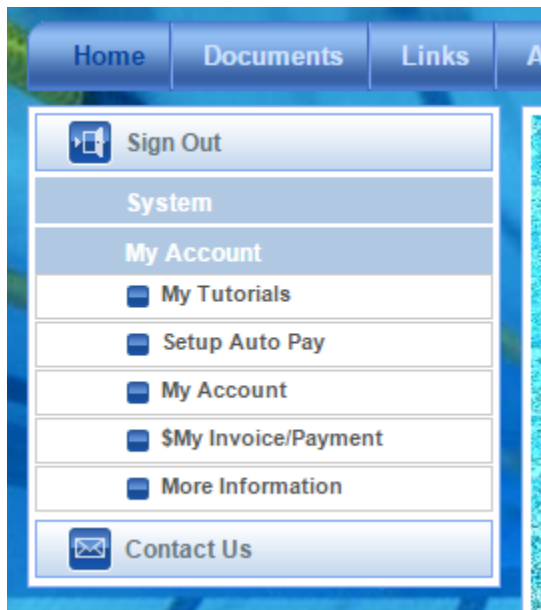 Home Documents Links A
Sign Out
System
My Account
My Tutorials
Setup Auto Pay
My Account
$My Invoice/Payment
More Information
Contact Us